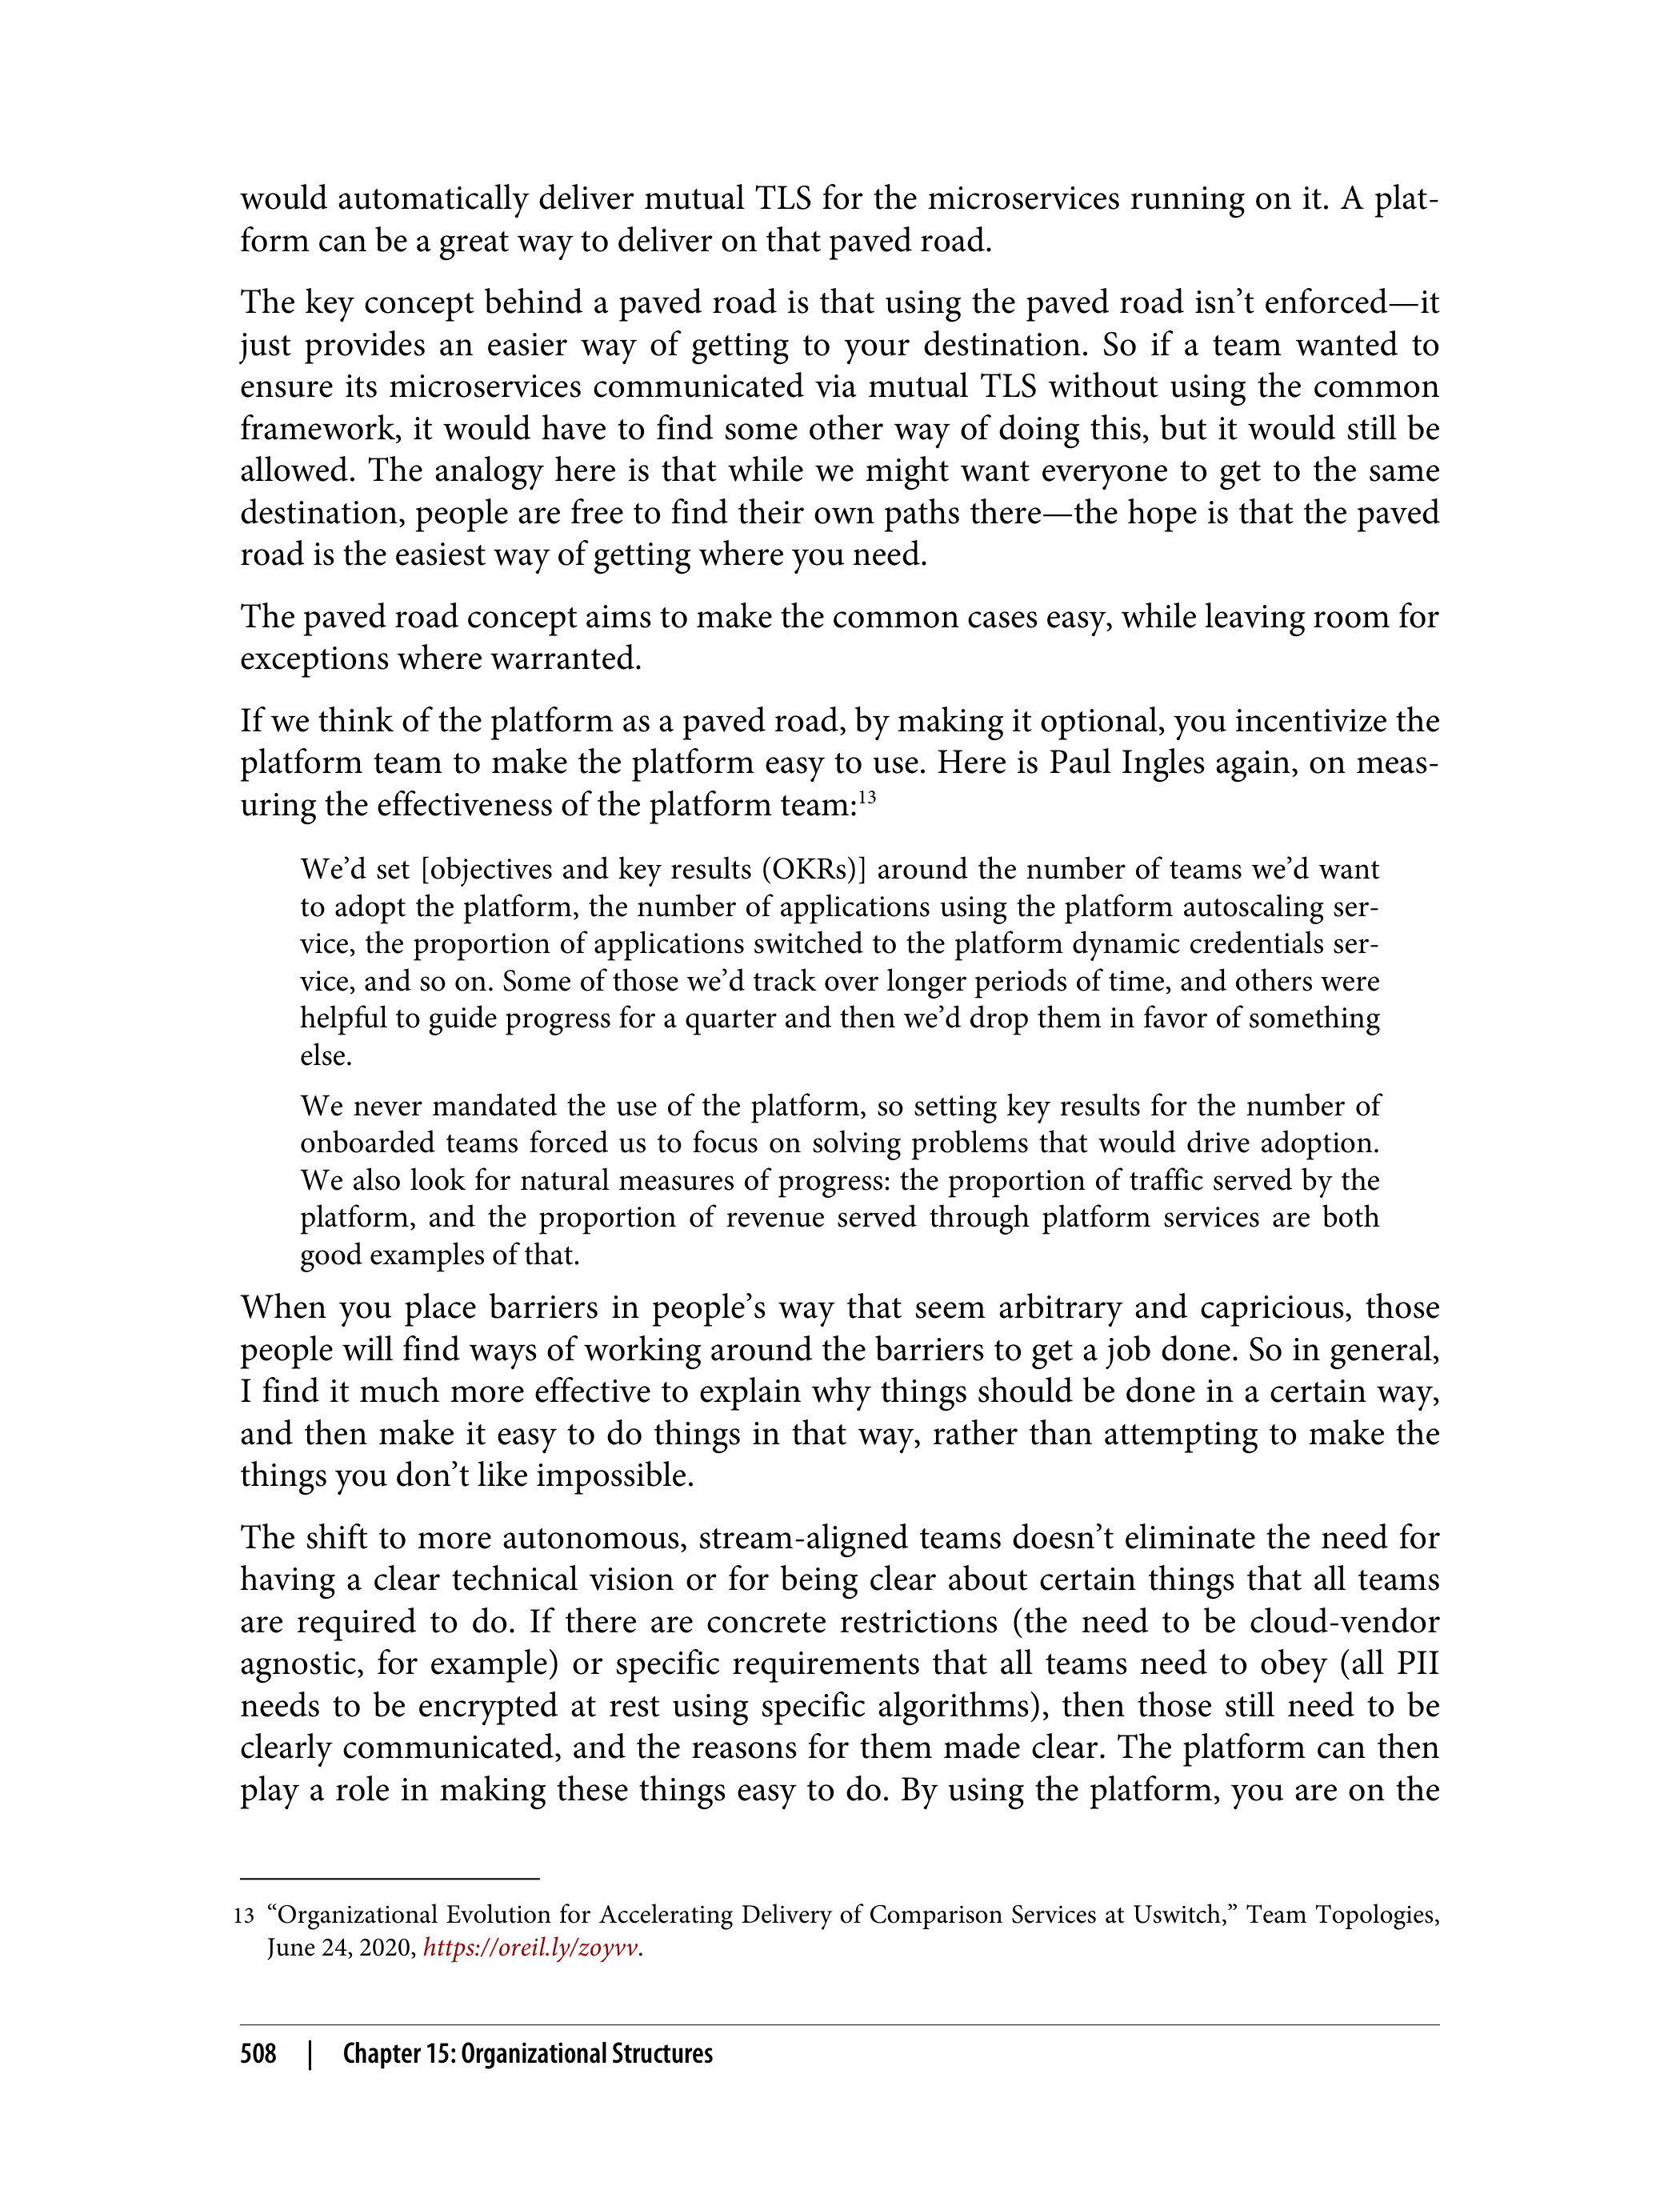 would automatically deliver mutual TLS for the microservices running on it. A plat-
form can be a great way to deliver on that paved road.
The key concept behind a paved road is that using the paved road isn’t enforced—it
just provides an easier way of getting to your destination. So if a team wanted to
ensure its microservices communicated via mutual TLS without using the common
framework, it would have to find some other way of doing this, but it would still be
allowed. The analogy here is that while we might want everyone to get to the same
destination, people are free to find their own paths there—the hope is that the paved
road is the easiest way of getting where you need.
The paved road concept aims to make the common cases easy, while leaving room for
exceptions where warranted.
If we think of the platform as a paved road, by making it optional, you incentivize the
platform team to make the platform easy to use. Here is Paul Ingles again, on meas-
uring the effectiveness of the platform team:13
We’d set [objectives and key results (OKRs)] around the number of teams we’d want
to adopt the platform, the number of applications using the platform autoscaling ser-
vice, the proportion of applications switched to the platform dynamic credentials ser-
vice, and so on. Some of those we’d track over longer periods of time, and others were
helpful to guide progress for a quarter and then we’d drop them in favor of something
else.
We never mandated the use of the platform, so setting key results for the number of
onboarded teams forced us to focus on solving problems that would drive adoption.
We also look for natural measures of progress: the proportion of traffic served by the
platform, and the proportion of revenue served through platform services are both
good examples of that.
When you place barriers in people’s way that seem arbitrary and capricious, those
people will find ways of working around the barriers to get a job done. So in general,
I find it much more effective to explain why things should be done in a certain way,
and then make it easy to do things in that way, rather than attempting to make the
things you don’t like impossible.
The shift to more autonomous, stream-aligned teams doesn’t eliminate the need for
having a clear technical vision or for being clear about certain things that all teams
are required to do. If there are concrete restrictions (the need to be cloud-vendor
agnostic, for example) or specific requirements that all teams need to obey (all PII
needs to be encrypted at rest using specific algorithms), then those still need to be
clearly communicated, and the reasons for them made clear. The platform can then
play a role in making these things easy to do. By using the platform, you are on the
13 “Organizational Evolution for Accelerating Delivery of Comparison Services at Uswitch,” Team Topologies,
June 24, 2020, https://oreil.ly/zoyvv.
508 | Chapter 15: Organizational Structures